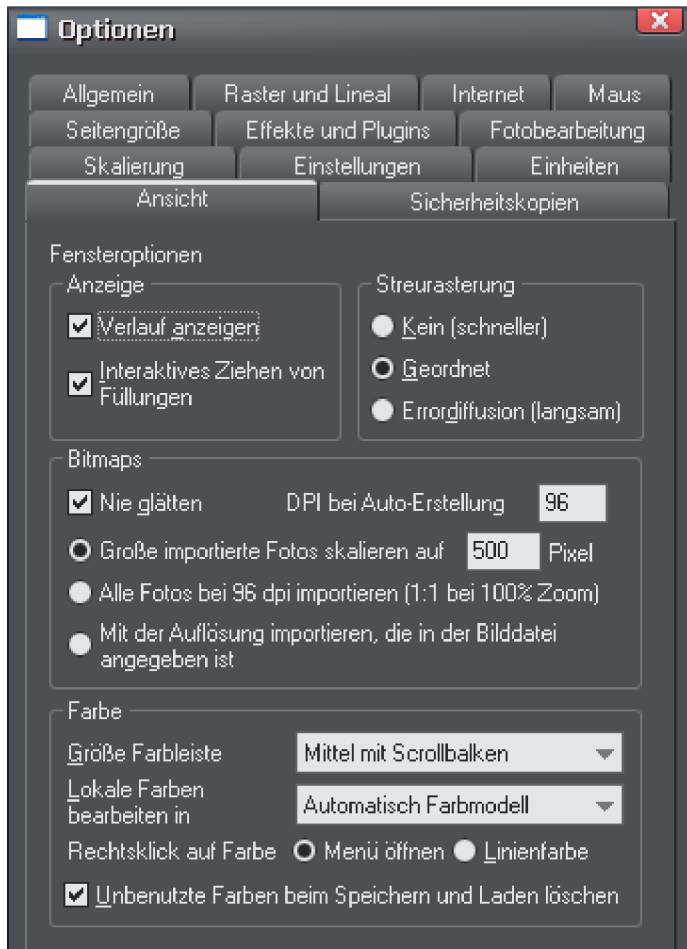 Optionen
Allgemein Raster und Lineal Internet Maus
Seitengröße Effekte und Plugins Fotobearbeitung
Skalierung Einstellungen Einheiten
Ansicht Sicherheitskopien
Fensteroptionen
Anzeige
Verlauf anzeigen
Interaktives Ziehen von
Füllungen
Streurasterung
Kein (schneller)
Geordnet
Errordiffusion (langsam)
Bitmaps
Nie glätten DPI bei Auto-Erstellung 96
Große importierte Fotos skalieren auf 500 Pixel
Alle Fotos bei 96 dpi importieren (1:1 bei 100% Zoom)
Mit der Auflösung importieren, die in der Bilddatei
angegeben ist
Farbe
Größe Farbleiste Mittel mit Scrollbalken
Lokale Farben
bearbeiten in Automatisch Farbmodell
Rechtsklick auf Farbe Menü öffnen Linienfarbe
Unbenutzte Farben beim Speichern und Laden löschen